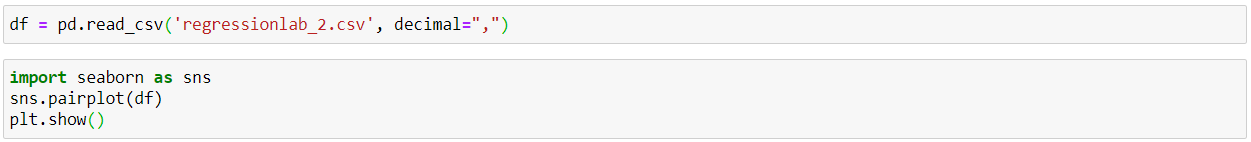 df = pd.read_csv('regressionlab_2.csv', decimal=",")
import seaborn as sns
sns.pairplot(df)
plt.show()